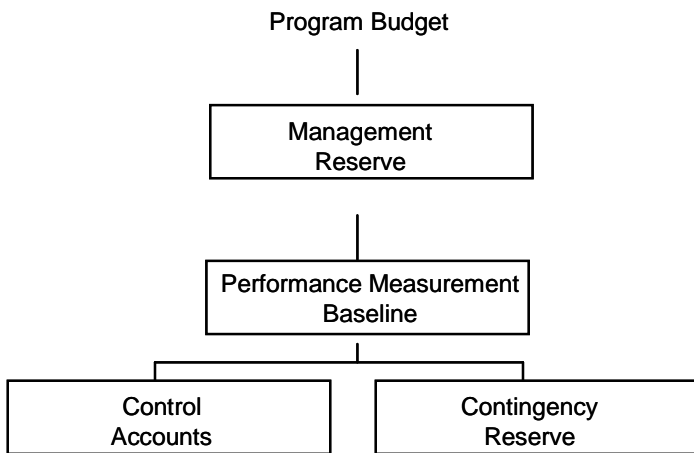 Program Budget
Management
Reserve
Performance Measurement
Baseline
Control
Accounts
Contingency
Reserve